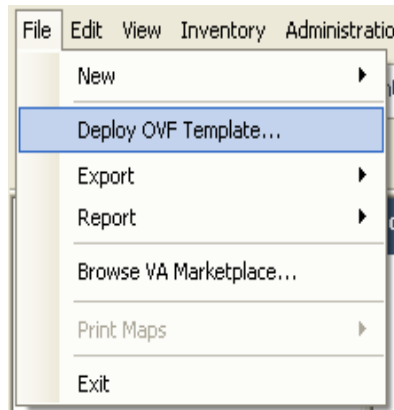 File Edit View Inventory Administratio
New
Deploy OVF Template...
Export
Report
Browse VA Marketplace...
Print Maps
Exit